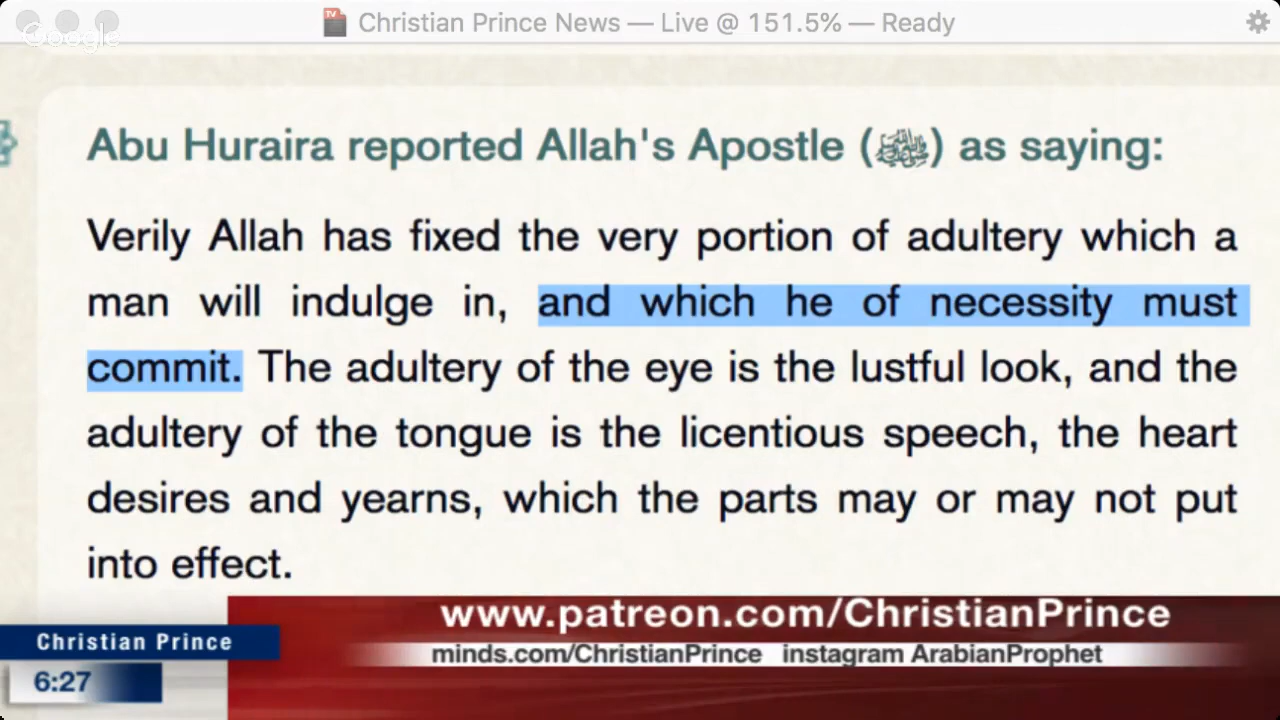 Christian Prince News — Live @ 151.5% — Ready
Google
Abu Huraira reported Allah's Apostle (ﷺ) as saying:
Verily Allah has fixed the very portion of adultery which a
man will indulge in, and which he of necessity must
commit. The adultery of the eye is the lustful look, and the
adultery of the tongue is the licentious speech, the heart
desires and yearns, which the parts may or may not put
into effect.
www.patreon.com/ChristianPrince
Christian Prince
minds.com/ChristianPrince instagram ArabianProphet
6:27